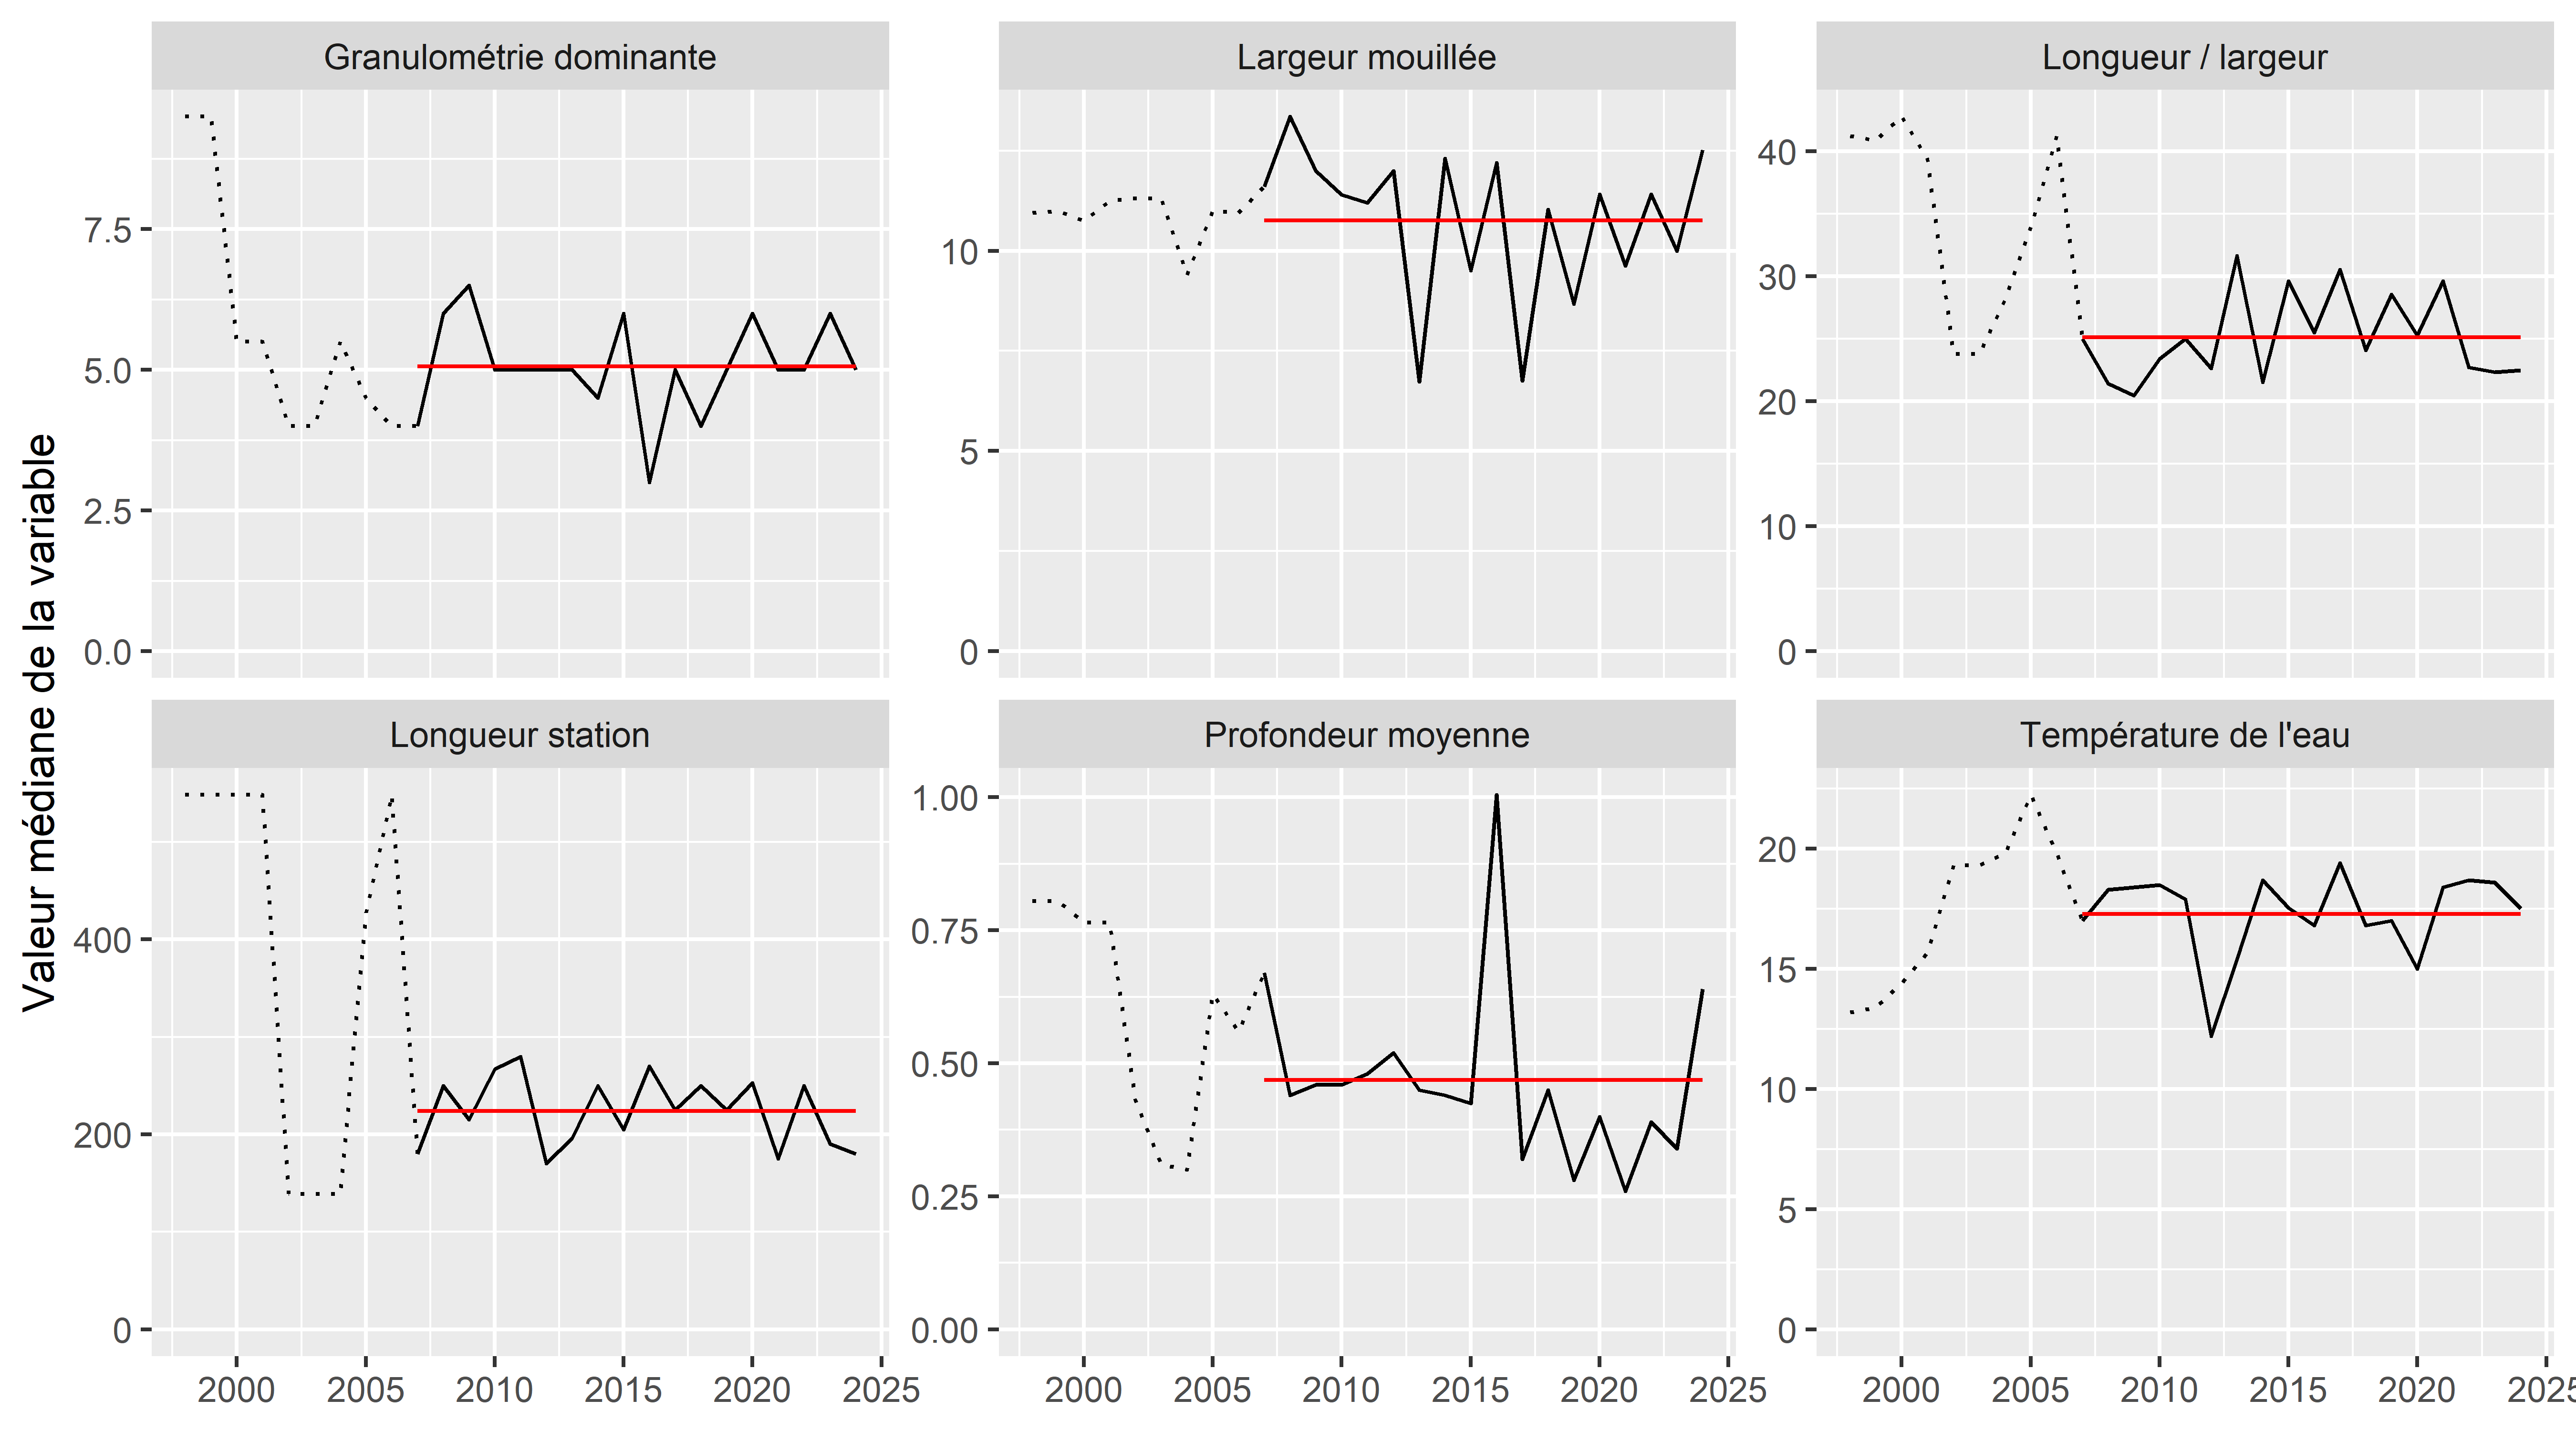 Granulométrie dominante
Largeur mouillée
Longueur / largeur
7.5
5.0
2.5
0.0
10
5
0
40
30
20
10
0
Valeur médiane de la variable
Longueur station
Profondeur moyenne
Température de l'eau
400
200
0
1.00
0.75
0.50
0.25
0.00
20
15
10
5
0
2000 2005 2010 2015 2020 2025
2000 2005 2010 2015 2020 2025
2000 2005 2010 2015 2020 2025